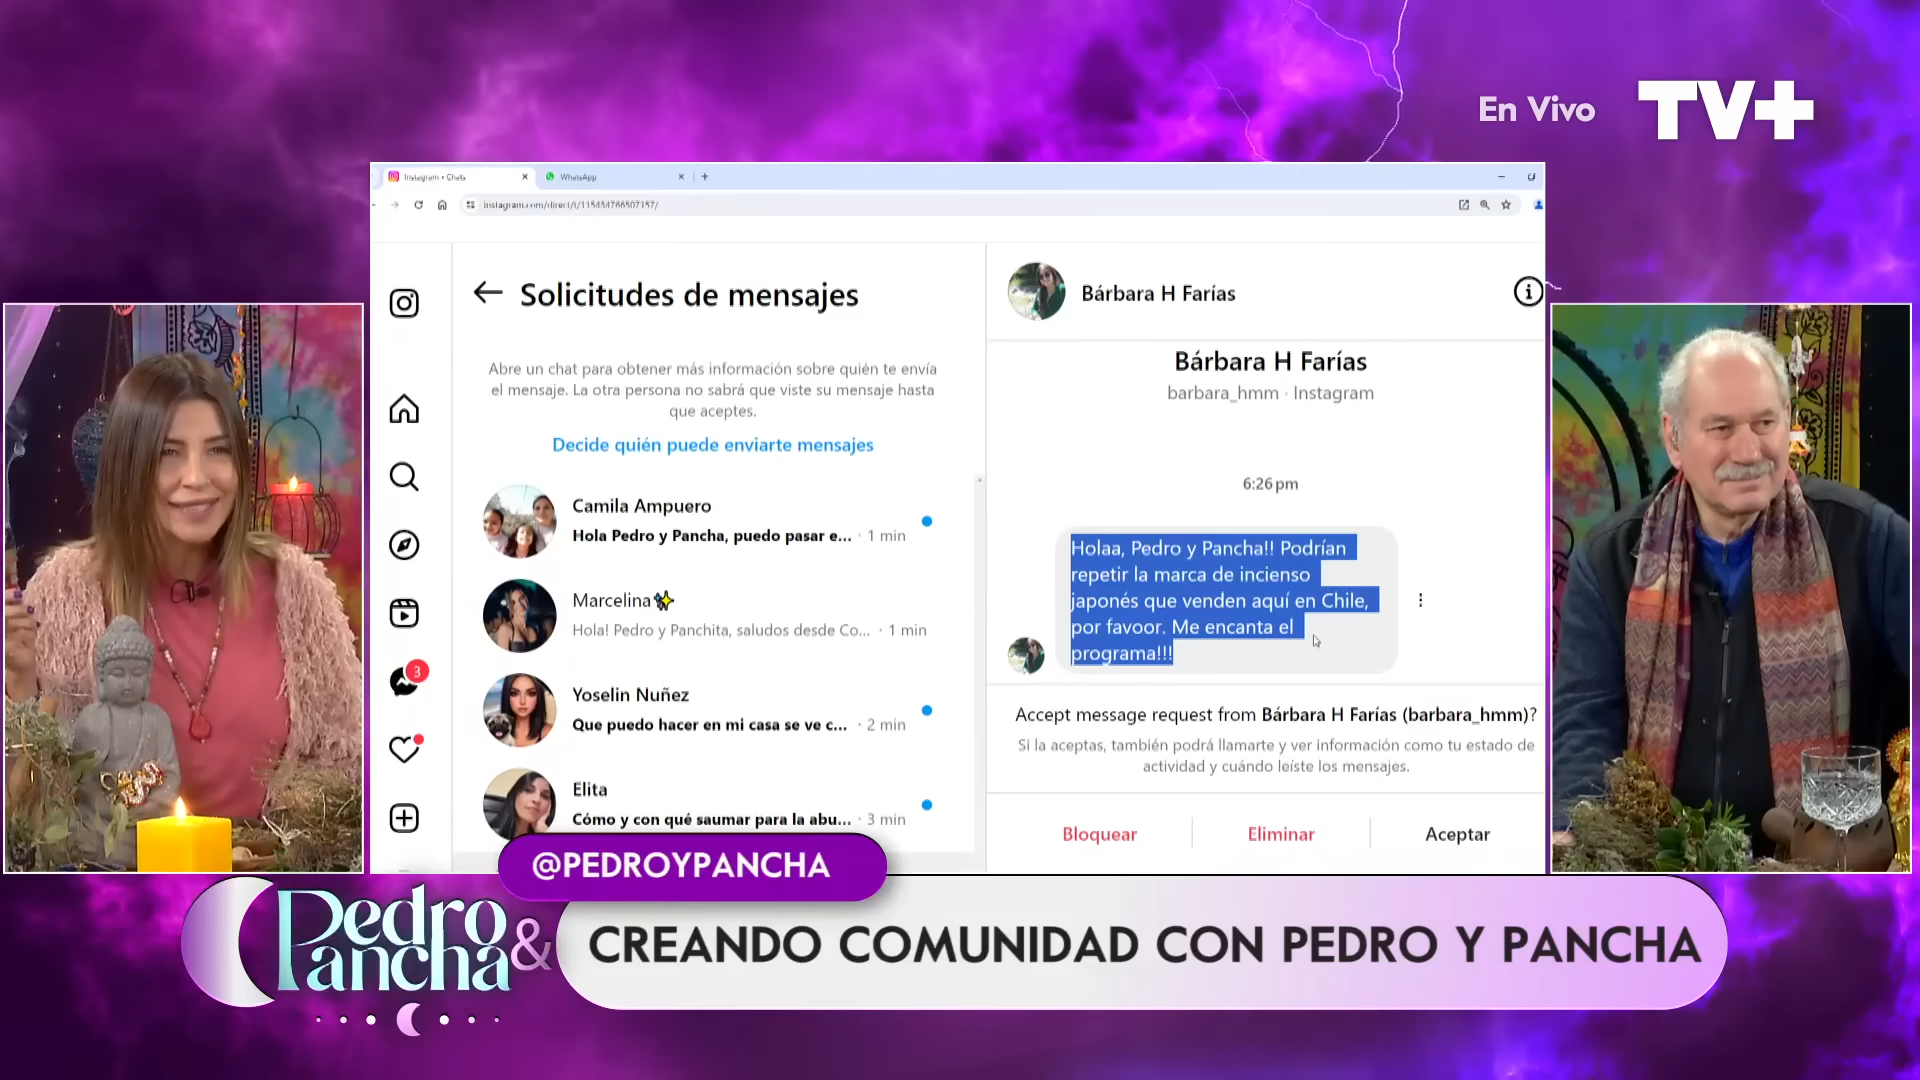 En Vivo
TV+
Instagram • Chats
WhatsApp
instagram.com/direct/t/115434766507157/
Solicitudes de mensajes
Abre un chat para obtener más información sobre quién te envía
el mensaje. La otra persona no sabrá que viste su mensaje hasta
que aceptes.
Decide quién puede enviarte mensajes
Camila Ampuero
Hola Pedro y Pancha, puedo pasar e... · 1 min
Marcelina✨
Hola! Pedro y Panchita, saludos desde Co... · 1 min
Yoselin Nuñez
Que puedo hacer en mi casa se ve c... · 2 min
Elita
Cómo y con qué saumar para la abu... · 3 min
3
Bárbara H Farías
Bárbara H Farías
barbara_hmm · Instagram
6:26 pm
Holaa, Pedro y Pancha!! Podrían
repetir la marca de incienso
japonés que venden aquí en Chile,
por favoor. Me encanta el
programa!!!
Accept message request from Bárbara H Farías (barbara_hmm)?
Si la aceptas, también podrá llamarte y ver información como tu estado de
actividad y cuándo leíste los mensajes.
Bloquear
Eliminar
Aceptar
@PEDROYPANCHA
Pedro &
Pancha
CREANDO COMUNIDAD CON PEDRO Y PANCHA